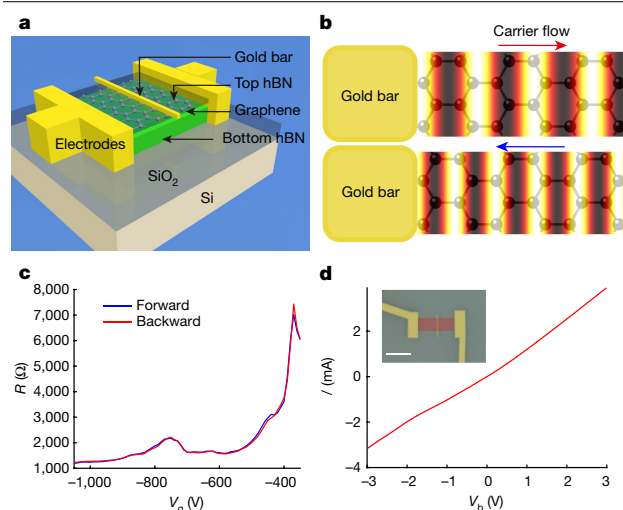 a
Gold bar
Top hBN
Graphene
Bottom hBN
Electrodes
SiO2
Si
b
Carrier flow
Gold bar
Gold bar
c
8,000
7,000
6,000
5,000
4,000
3,000
2,000
1,000
R (Ω)
Forward
Backward
–1,000
–800
–600
–400
Vg (V)
d
2
0
–2
–4
I (mA)
–3
–2
–1
0
1
2
3
Vb (V)